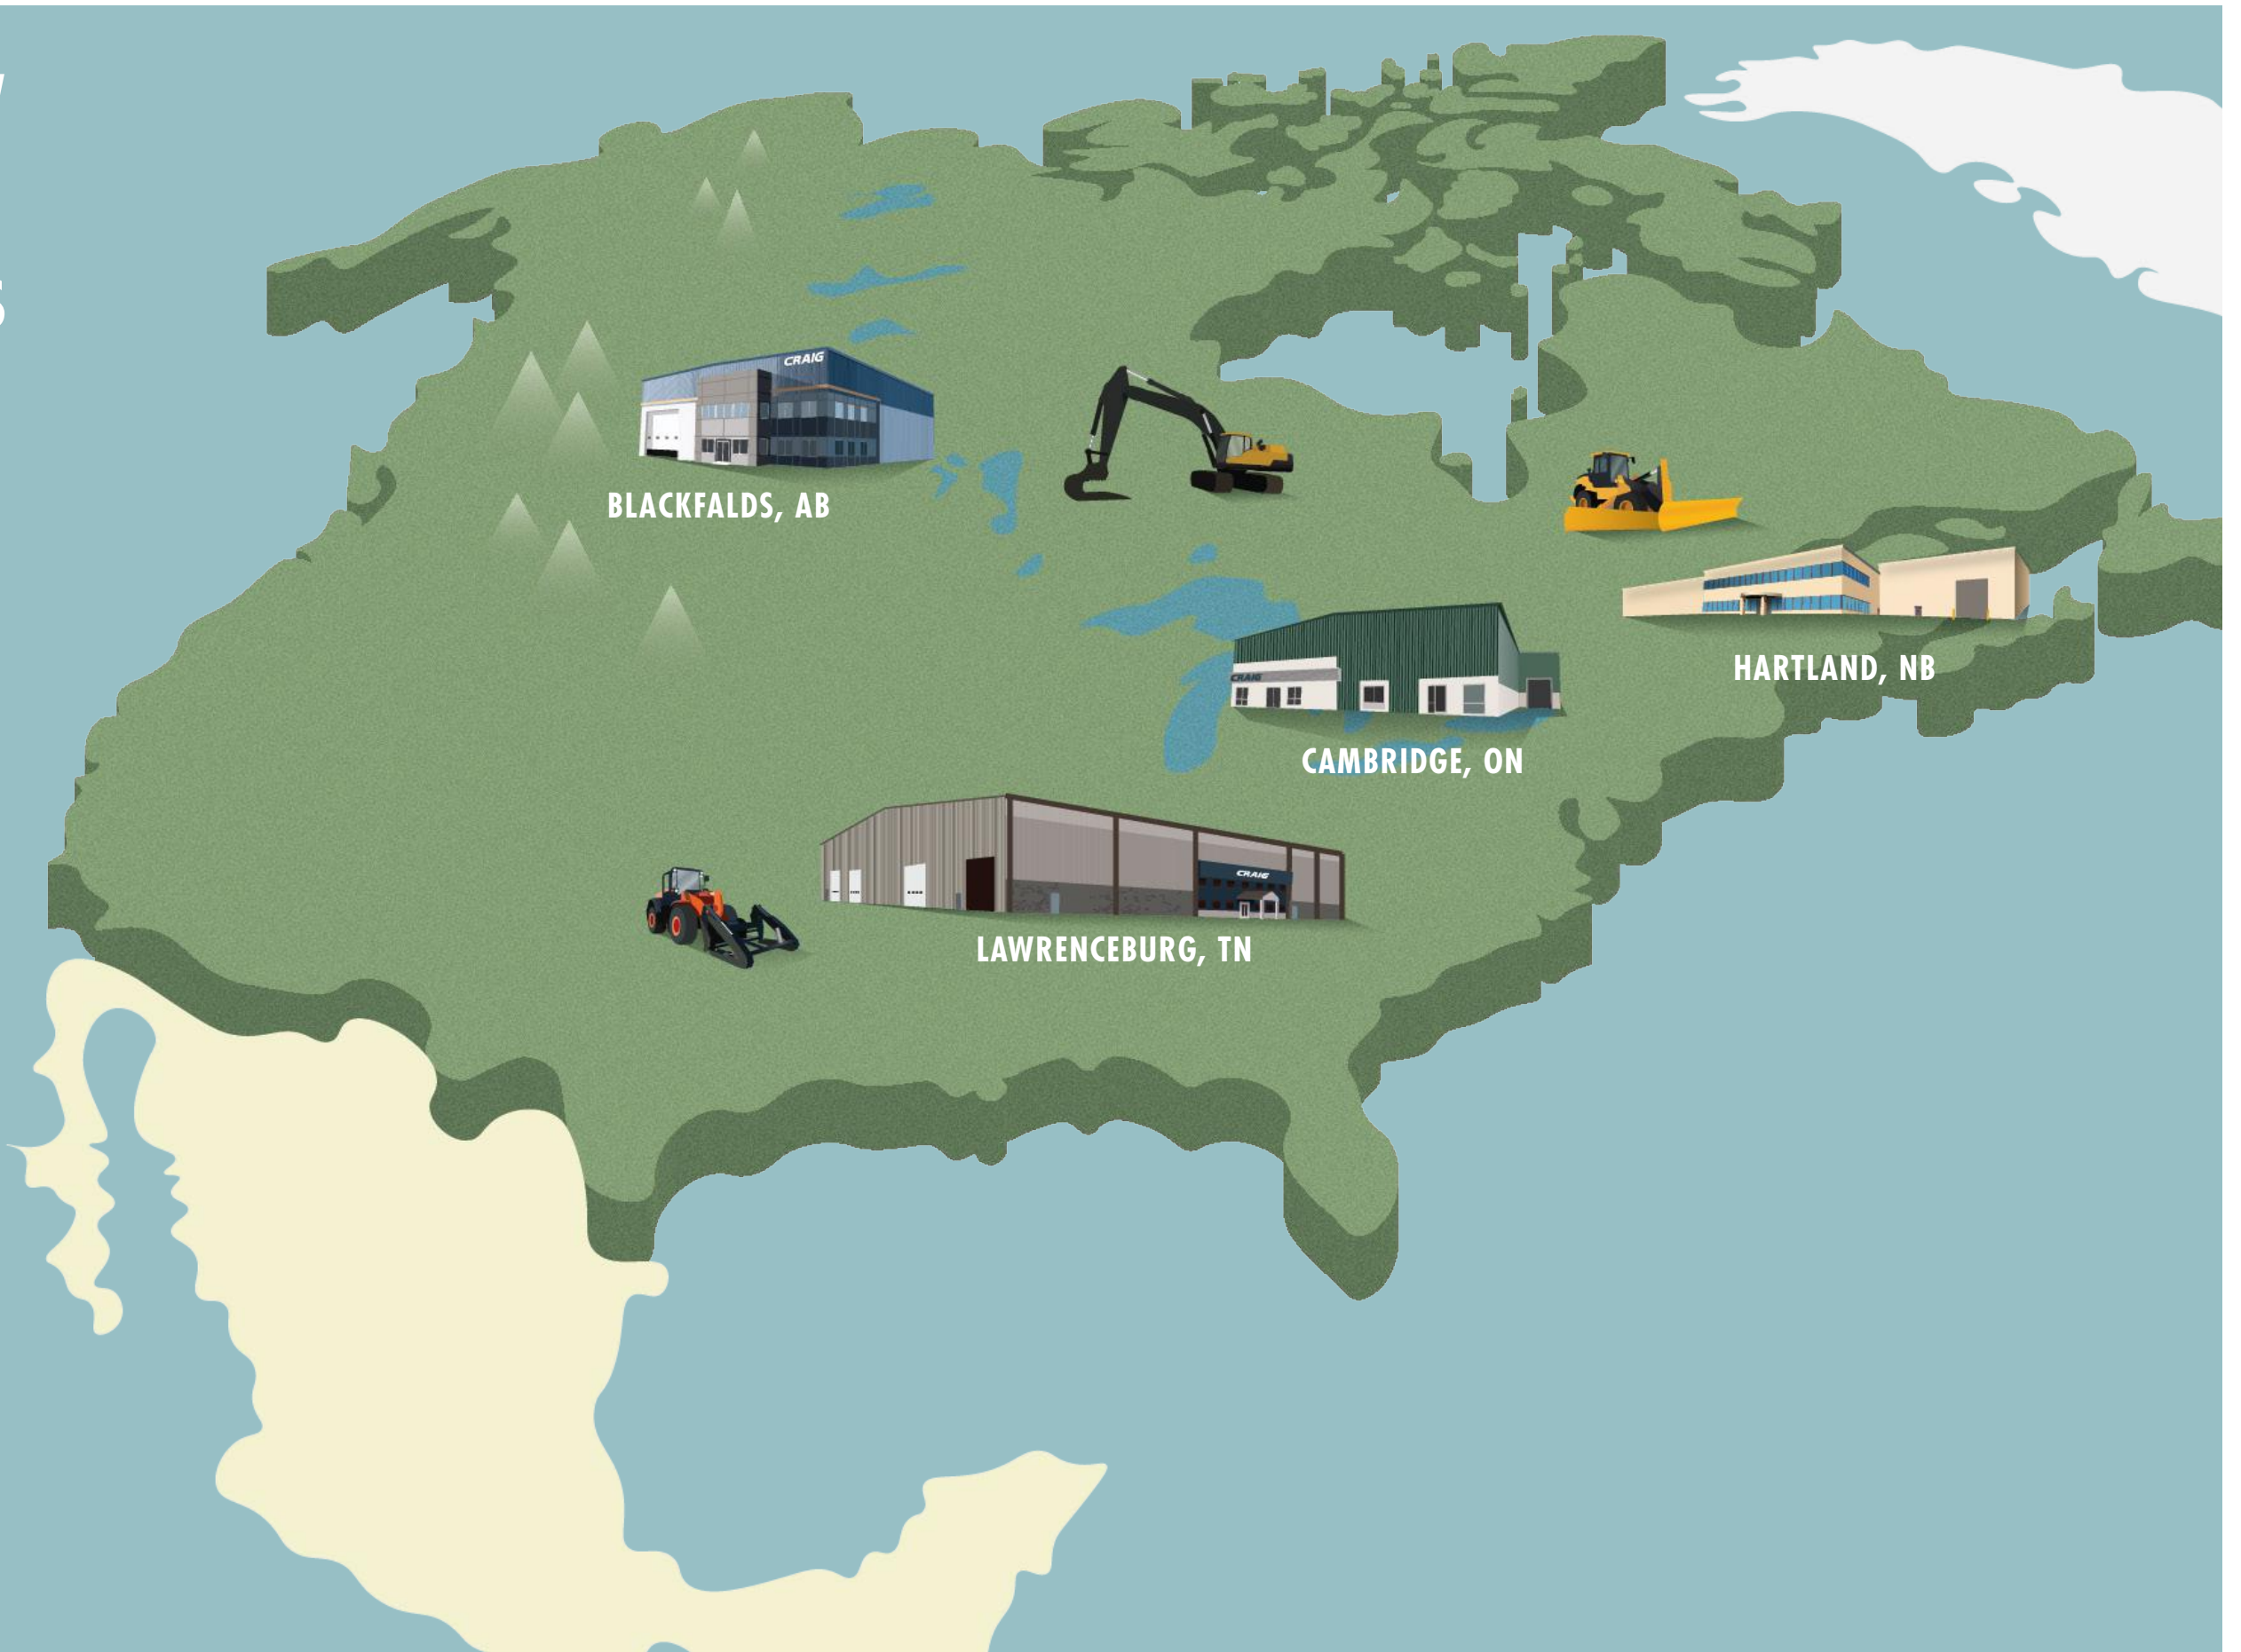 CRAIG
BLACKFALDS, AB
HARTLAND, NB
CRAIG
CAMBRIDGE, ON
CRAIG
LAWRENCEBURG, TN